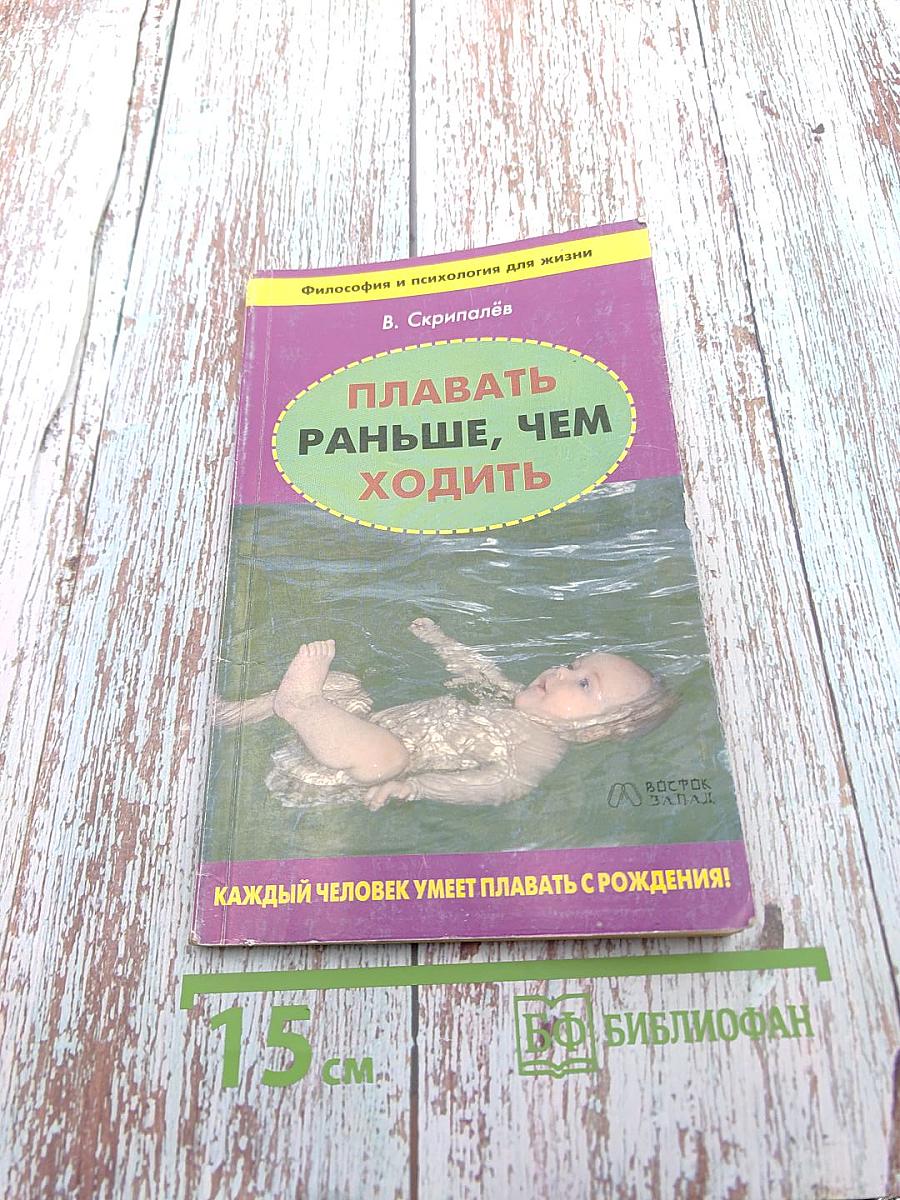 Философия и психология для жизни
В. Скрипалёв
ПЛАВАТЬ
РАНЬШЕ, ЧЕМ
ХОДИТЬ
ВОСТОК
ЗАПАД
КАЖДЫЙ ЧЕЛОВЕК УМЕЕТ ПЛАВАТЬ С РОЖДЕНИЯ!
15 см
БФ БИБЛИОФАН